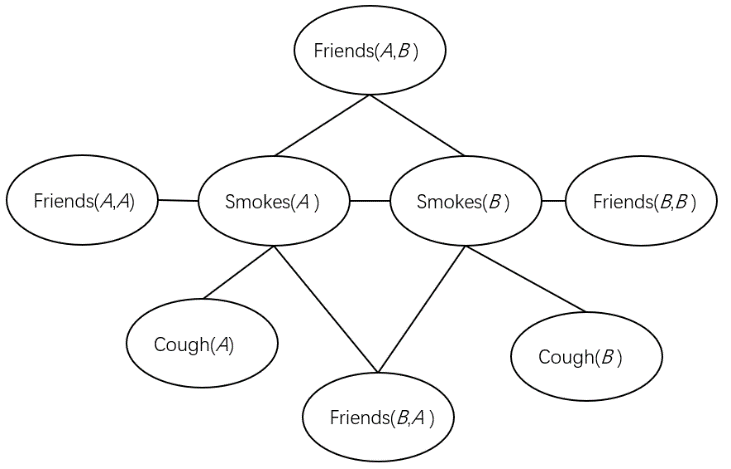 Friends(A,B)
Friends(A,A)
Smokes(A)
Smokes(B)
Friends(B,B)
Cough(A)
Cough(B)
Friends(B,A)